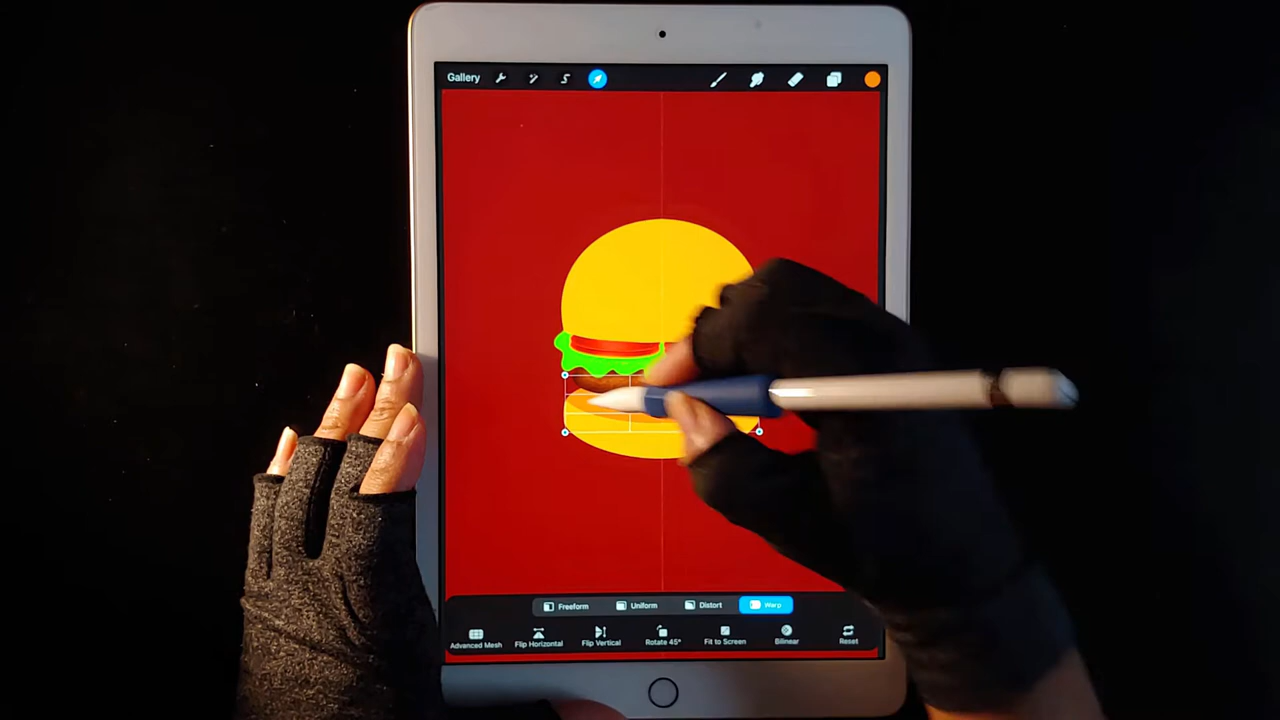 Gallery
Freeform Uniform Distort Warp
Advanced Mesh Flip Horizontal Flip Vertical Rotate 45° Fit to Screen Bilinear Reset